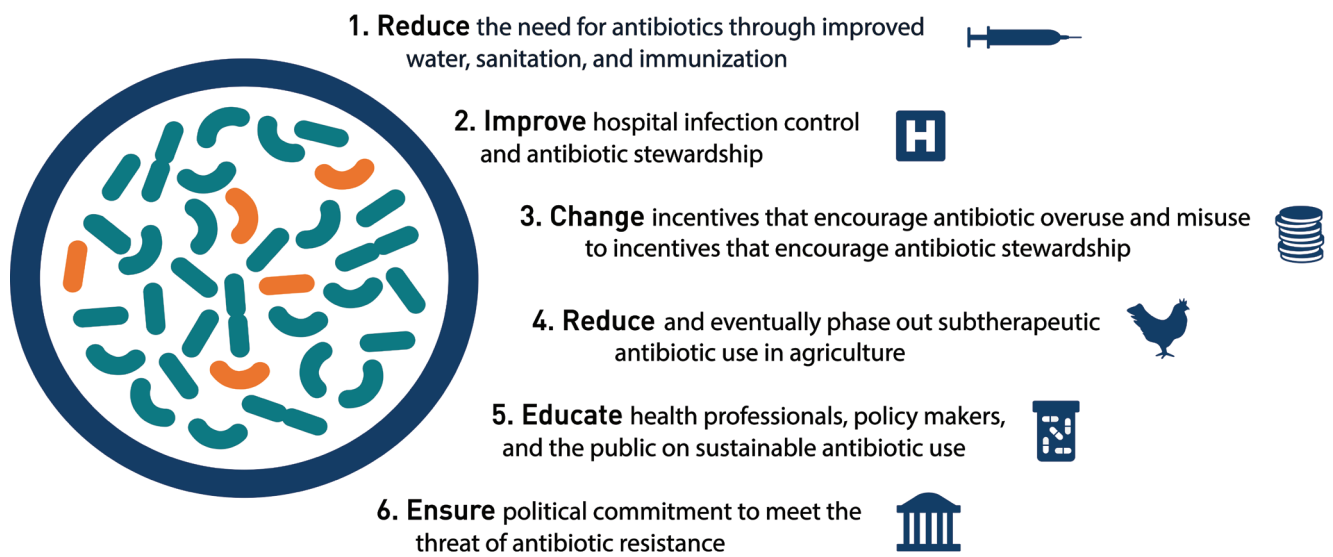 1. Reduce the need for antibiotics through improved
water, sanitation, and immunization
2. Improve hospital infection control
and antibiotic stewardship
H
3. Change incentives that encourage antibiotic overuse and misuse
to incentives that encourage antibiotic stewardship
4. Reduce and eventually phase out subtherapeutic
antibiotic use in agriculture
5. Educate health professionals, policy makers,
and the public on sustainable antibiotic use
6. Ensure political commitment to meet the
threat of antibiotic resistance